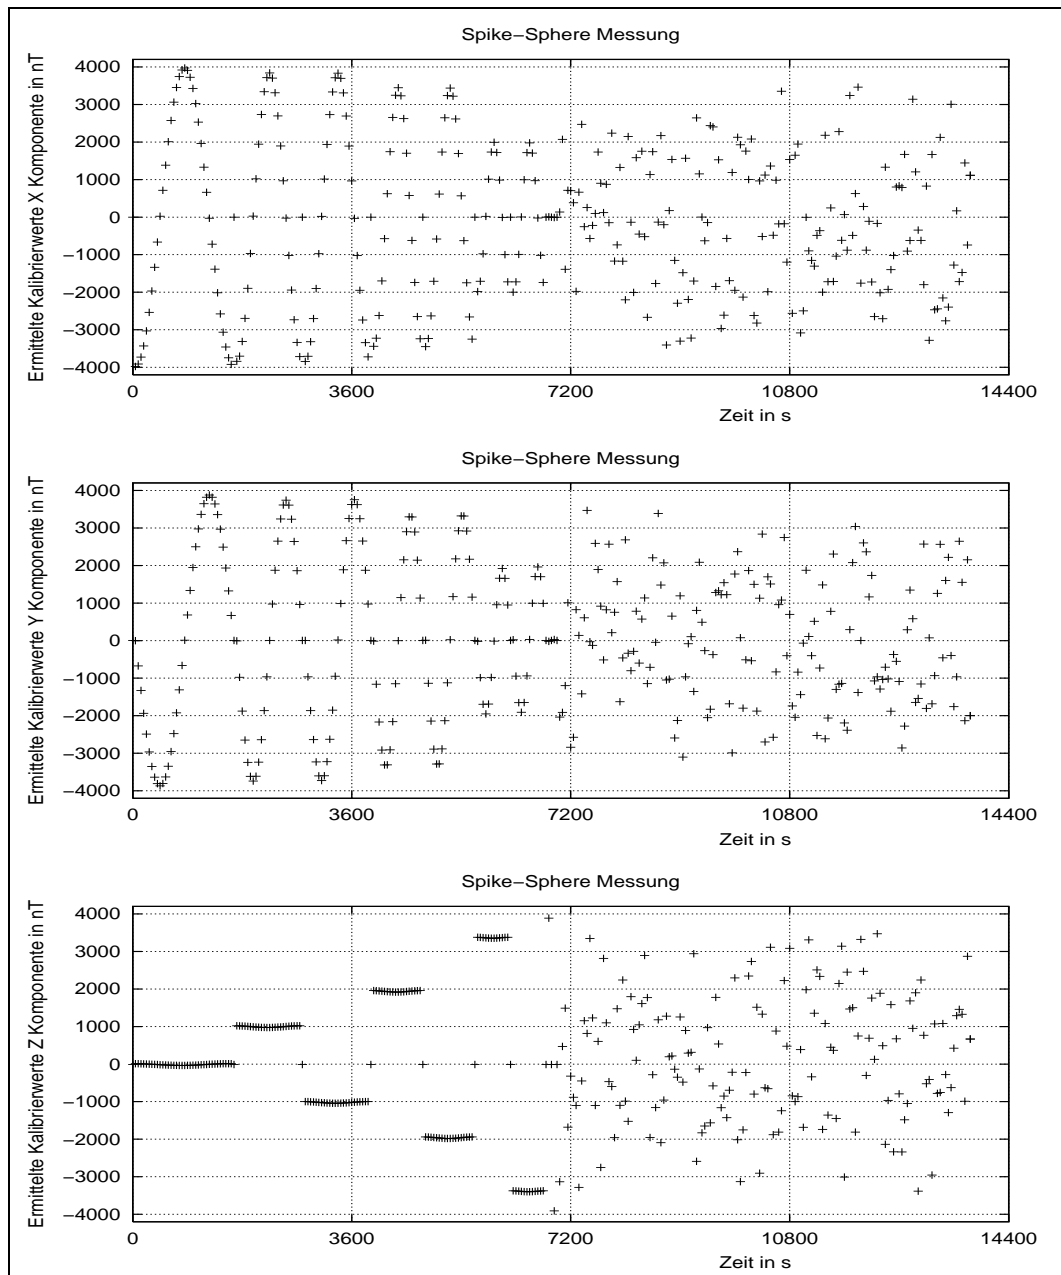 Spike−Sphere Messung
Ermittelte Kalibrierwerte X Komponente in nT
4000
3000
2000
1000
0
−1000
−2000
−3000
−4000
0 3600 7200 10800 14400
Zeit in s
Spike−Sphere Messung
Ermittelte Kalibrierwerte Y Komponente in nT
4000
3000
2000
1000
0
−1000
−2000
−3000
−4000
0 3600 7200 10800 14400
Zeit in s
Spike−Sphere Messung
Ermittelte Kalibrierwerte Z Komponente in nT
4000
3000
2000
1000
0
−1000
−2000
−3000
−4000
0 3600 7200 10800 14400
Zeit in s